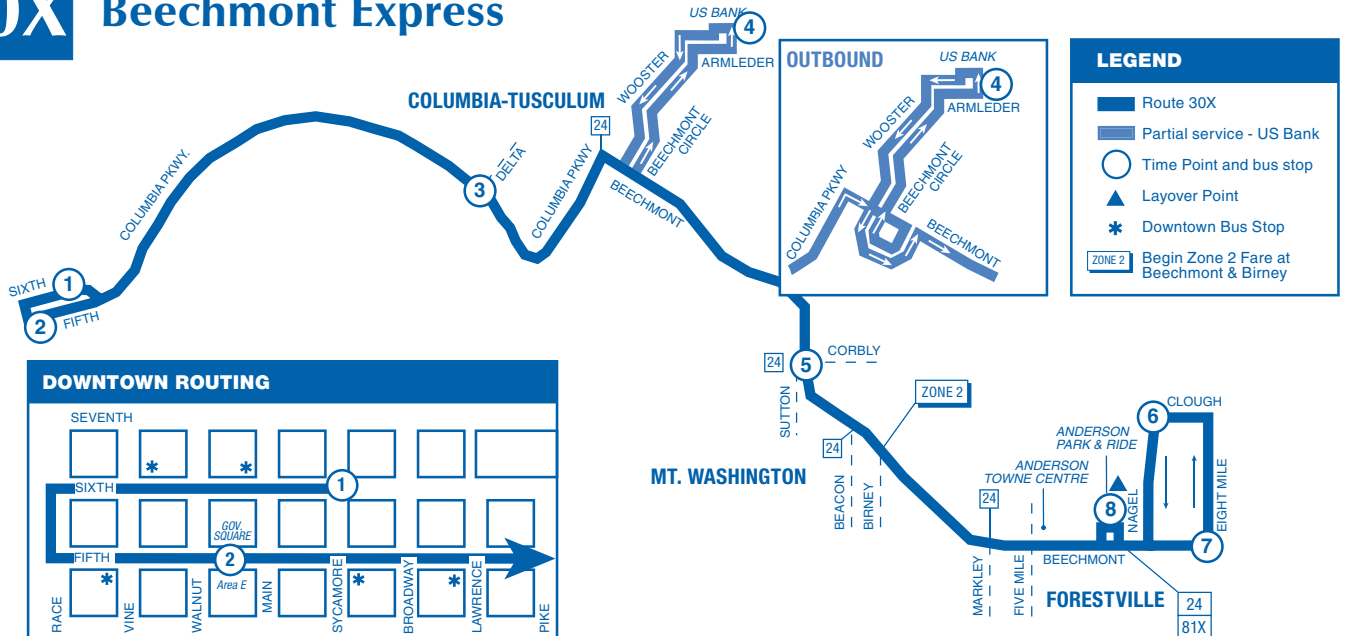 0X
Beechmont Express
US BANK
4
ARMLEDER
WOOSTER
BEECHMONT
CIRCLE
COLUMBIA-TUSCULUM
24
DELTA
3
COLUMBIA PKWY.
COLUMBIA PKWY
BEECHMONT
SIXTH
1
2
FIFTH
OUTBOUND
US BANK
4
ARMLEDER
WOOSTER
BEECHMONT
CIRCLE
COLUMBIA PKWY
BEECHMONT
LEGEND
Route 30X
Partial service - US Bank
Time Point and bus stop
Layover Point
Downtown Bus Stop
ZONE 2
Begin Zone 2 Fare at
Beechmont & Birney
24
5
CORBLY
SUTTON
ZONE 2
24
BEACON
BIRNEY
MT. WASHINGTON
6
CLOUGH
ANDERSON
PARK & RIDE
ANDERSON
TOWNE CENTRE
24
8
NAGEL
EIGHT MILE
7
BEECHMONT
MARKLEY
FIVE MILE
FORESTVILLE
24
81X
DOWNTOWN ROUTING
SEVENTH
SIXTH
1
GOV.
SQUARE
FIFTH
2
Area E
RACE
VINE
WALNUT
MAIN
SYCAMORE
BROADWAY
LAWRENCE
PIKE